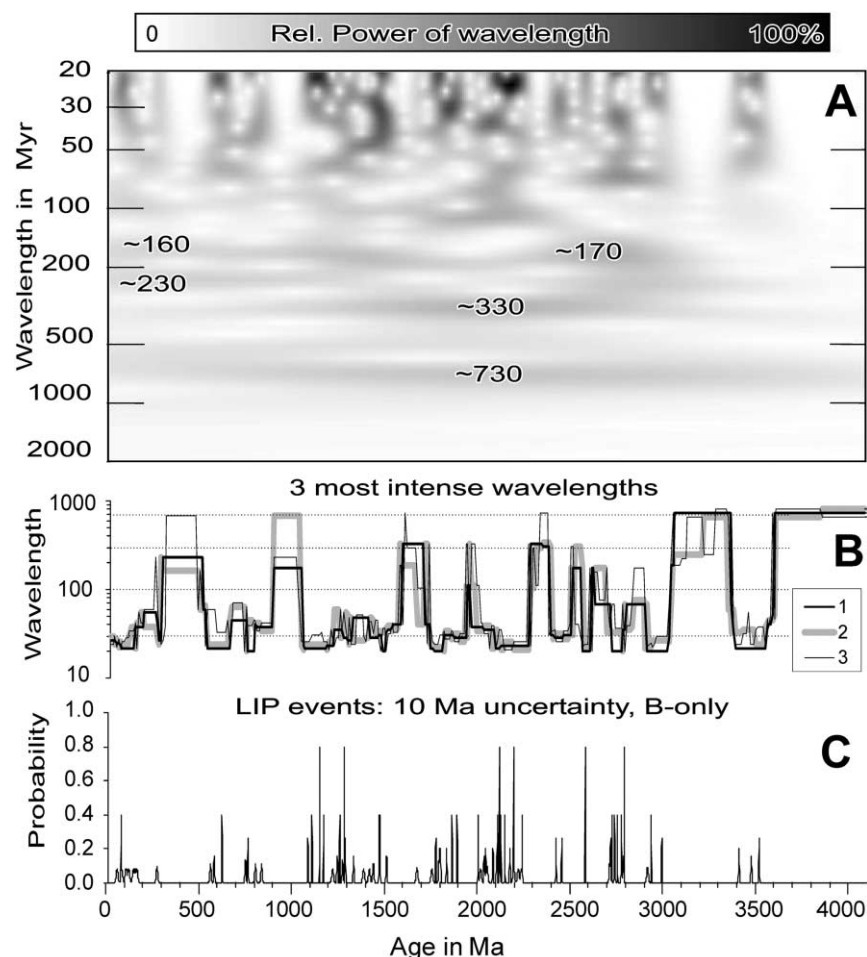 0 Rel. Power of wavelength 100%
A
Wavelength in Myr
20
30
50
100
200
500
1000
2000
~160
~170
~230
~330
~730
3 most intense wavelengths
B
Wavelength
1000
100
10
1
2
3
LIP events: 10 Ma uncertainty, B-only
C
Probability
1.0
0.8
0.6
0.4
0.2
0.0
0 500 1000 1500 2000 2500 3000 3500 4000
Age in Ma